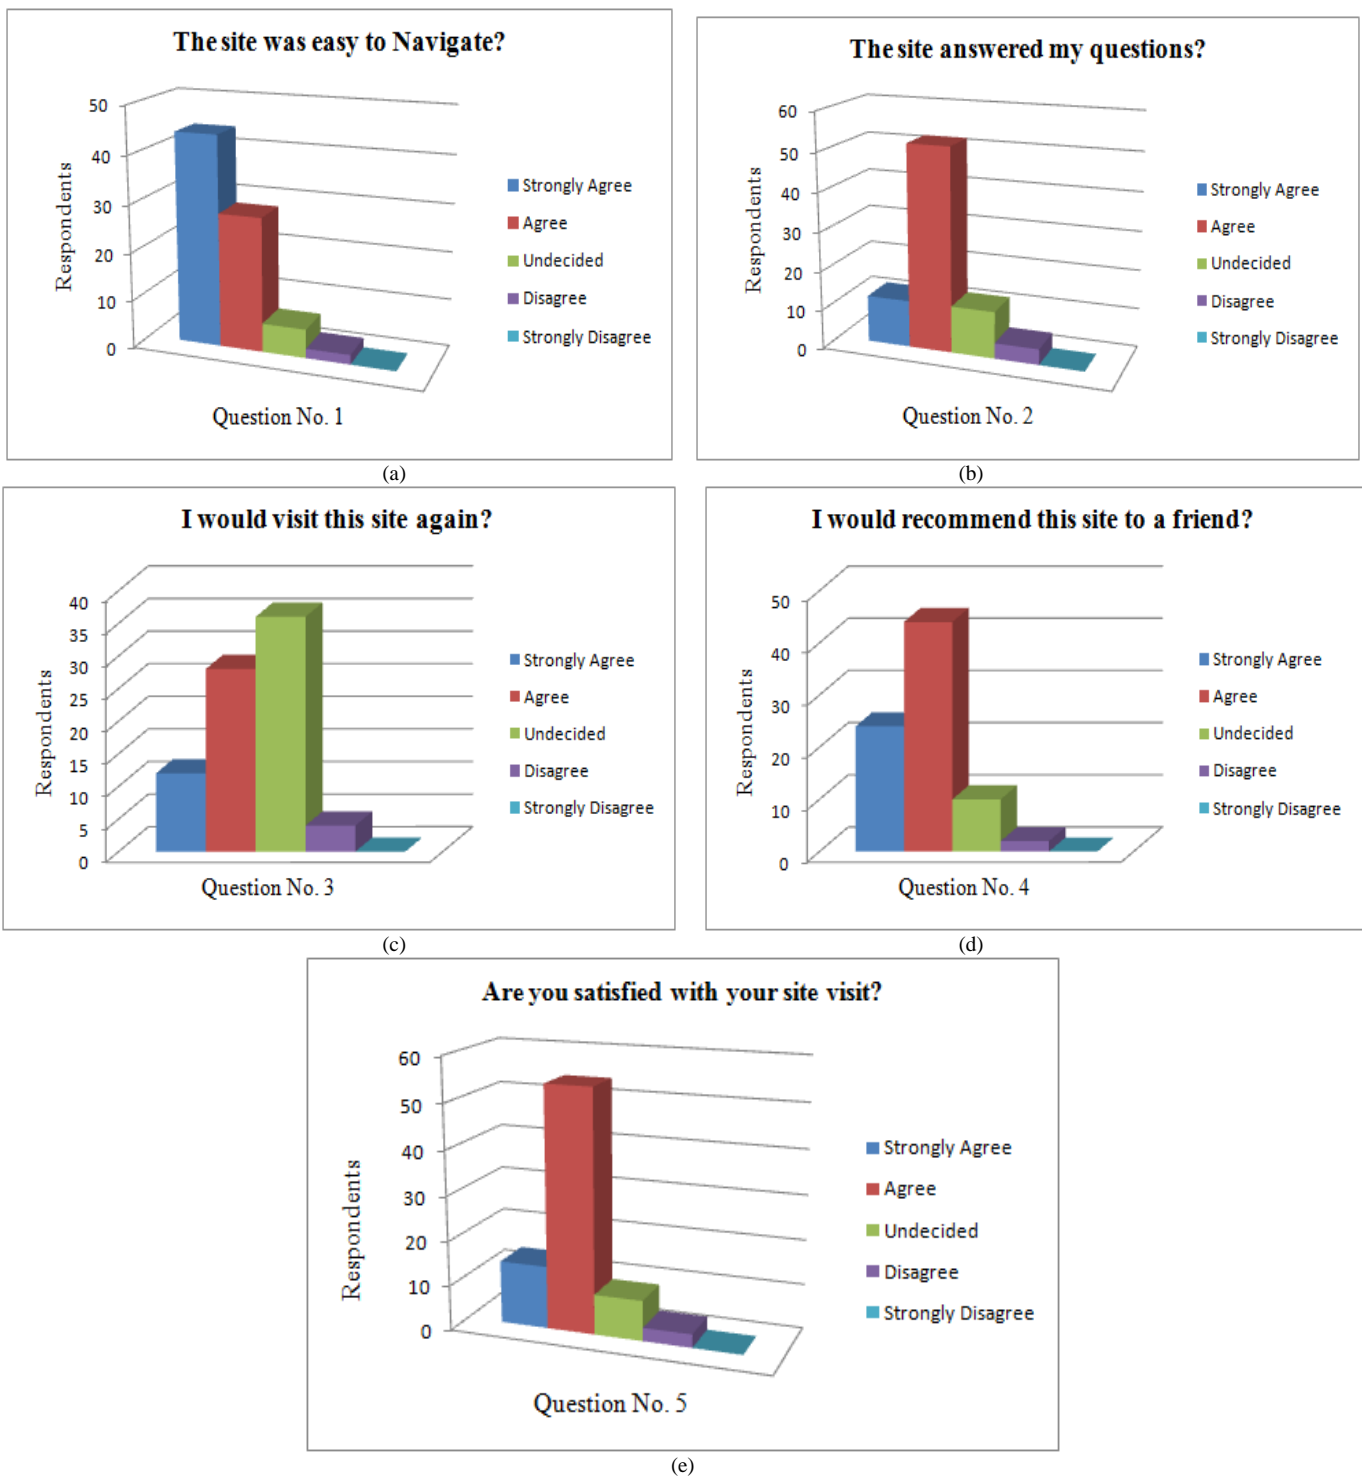 The site was easy to Navigate?
50
40
30
20
10
0
Respondents
Strongly Agree
Agree
Undecided
Disagree
Strongly Disagree
Question No. 1
(a)
The site answered my questions?
60
50
40
30
20
10
0
Respondents
Strongly Agree
Agree
Undecided
Disagree
Strongly Disagree
Question No. 2
(b)
I would visit this site again?
40
35
30
25
20
15
10
5
0
Respondents
Strongly Agree
Agree
Undecided
Disagree
Strongly Disagree
Question No. 3
(c)
I would recommend this site to a friend?
50
40
30
20
10
0
Respondents
Strongly Agree
Agree
Undecided
Disagree
Strongly Disagree
Question No. 4
(d)
Are you satisfied with your site visit?
60
50
40
30
20
10
0
Respondents
Strongly Agree
Agree
Undecided
Disagree
Strongly Disagree
Question No. 5
(e)